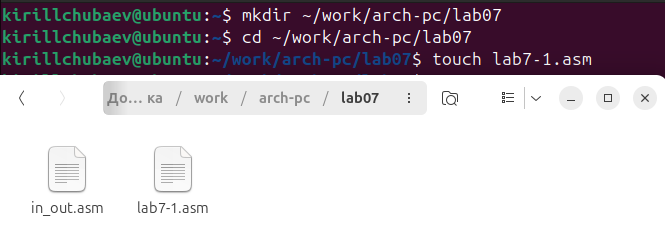 kirillchubaev@ubuntu:~$ mkdir ~/work/arch-pc/lab07
kirillchubaev@ubuntu:~$ cd ~/work/arch-pc/lab07
kirillchubaev@ubuntu:~/work/arch-pc/lab07$ touch lab7-1.asm
До… ка / work / arch-pc / lab07
in_out.asm lab7-1.asm